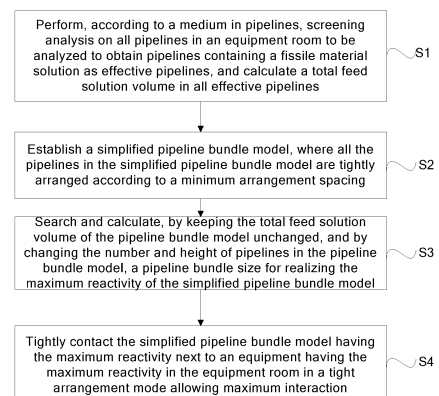 Perform, according to a medium in pipelines, screening
analysis on all pipelines in an equipment room to be
analyzed to obtain pipelines containing a fissile material
solution as effective pipelines, and calculate a total feed
solution volume in all effective pipelines
S1
Establish a simplified pipeline bundle model, where all the
pipelines in the simplified pipeline bundle model are tightly
arranged according to a minimum arrangement spacing
S2
Search and calculate, by keeping the total feed solution
volume of the pipeline bundle model unchanged, and by
changing the number and height of pipelines in the pipeline
bundle model, a pipeline bundle size for realizing the
maximum reactivity of the simplified pipeline bundle model
S3
Tightly contact the simplified pipeline bundle model having
the maximum reactivity next to an equipment having the
maximum reactivity in the equipment room in a tight
arrangement mode allowing maximum interaction
S4